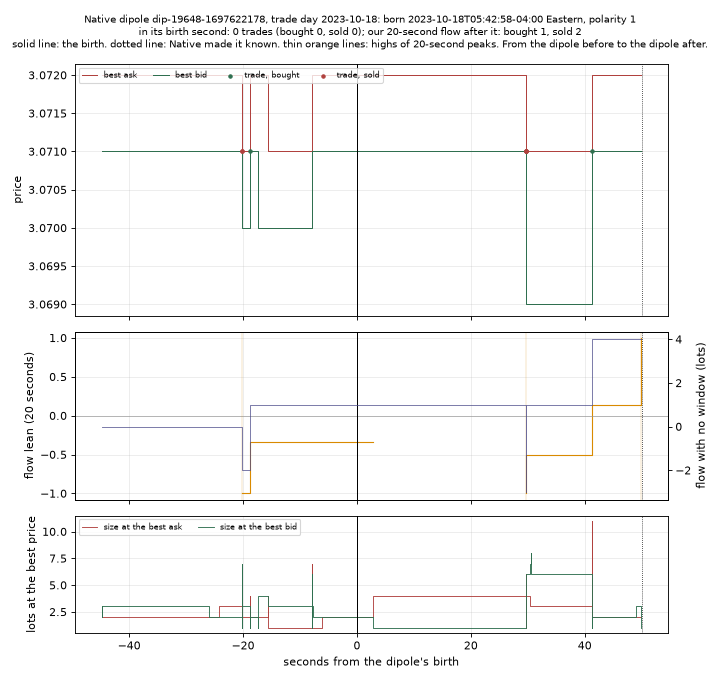 Native dipole dip-19648-1697622178, trade day 2023-10-18: born 2023-10-18T05:42:58-04:00 Eastern, polarity 1
in its birth second: 0 trades (bought 0, sold 0); our 20-second flow after it: bought 1, sold 2
solid line: the birth. dotted line: Native made it known. thin orange lines: highs of 20-second peaks. From the dipole before to the dipole after.
best ask best bid trade, bought trade, sold
3.0720
3.0715
3.0710
3.0705
3.0700
3.0695
3.0690
price
1.0
0.5
0.0
−0.5
−1.0
flow lean (20 seconds)
4
2
0
−2
flow with no window (lots)
size at the best ask size at the best bid
10.0
7.5
5.0
2.5
lots at the best price
−40 −20 0 20 40
seconds from the dipole's birth